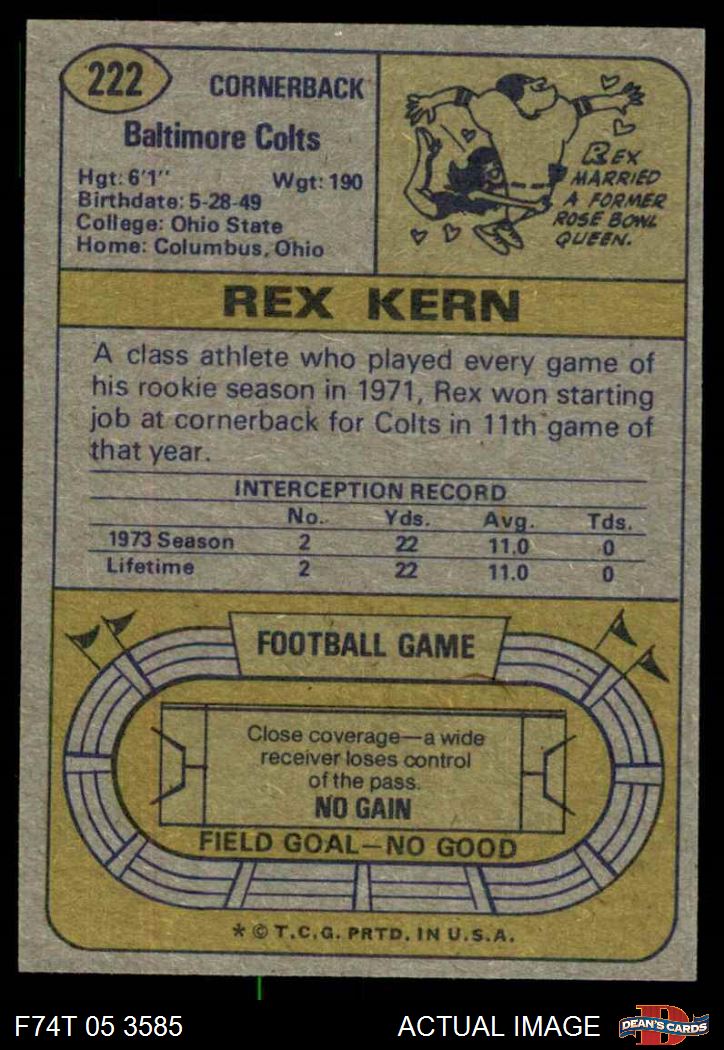 222
CORNERBACK
Baltimore Colts
Hgt: 6'1" Wgt: 190
Birthdate: 5-28-49
College: Ohio State
Home: Columbus, Ohio
REX
MARRIED
A FORMER
ROSE BOWL
QUEEN.
REX KERN
A class athlete who played every game of
his rookie season in 1971, Rex won starting
job at cornerback for Colts in 11th game of
that year.
INTERCEPTION RECORD
No. Yds. Avg. Tds.
1973 Season 2 22 11.0 0
Lifetime 2 22 11.0 0
FOOTBALL GAME
Close coverage—a wide
receiver loses control
of the pass.
NO GAIN
FIELD GOAL—NO GOOD
* © T.C.G. PRTD. IN U.S.A.
F74T 05 3585 ACTUAL IMAGE
D
DEAN'S CARDS